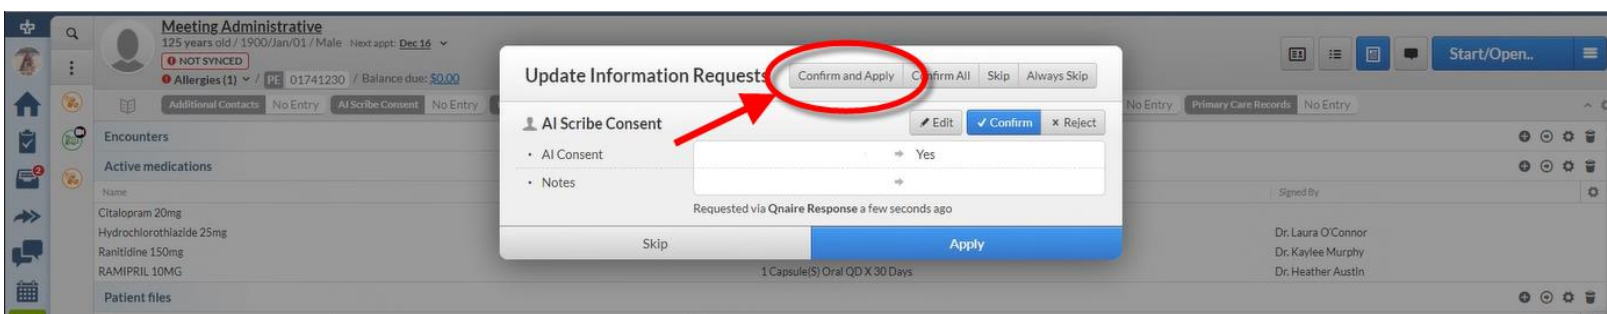 Meeting Administrative
125 years old / 1900/Jan/01 / Male Next appt: Dec 16
NOT SYNCED
Allergies (1) / PE 01741230 / Balance due: $0.00
Start/Open..
Additional Contacts No Entry AI Scribe Consent No Entry
No Entry Primary Care Records No Entry
Update Information Requests
Confirm and Apply Confirm All Skip Always Skip
AI Scribe Consent
Edit Confirm Reject
AI Consent Yes
Notes
Requested via Qnaire Response a few seconds ago
Skip Apply
Encounters
Active medications
Name Signed By
Citalopram 20mg
Hydrochlorothiazide 25mg Dr. Laura O'Connor
Ranitidine 150mg Dr. Kaylee Murphy
RAMIPRIL 10MG 1 Capsule(S) Oral QD X 30 Days Dr. Heather Austin
Patient files
2